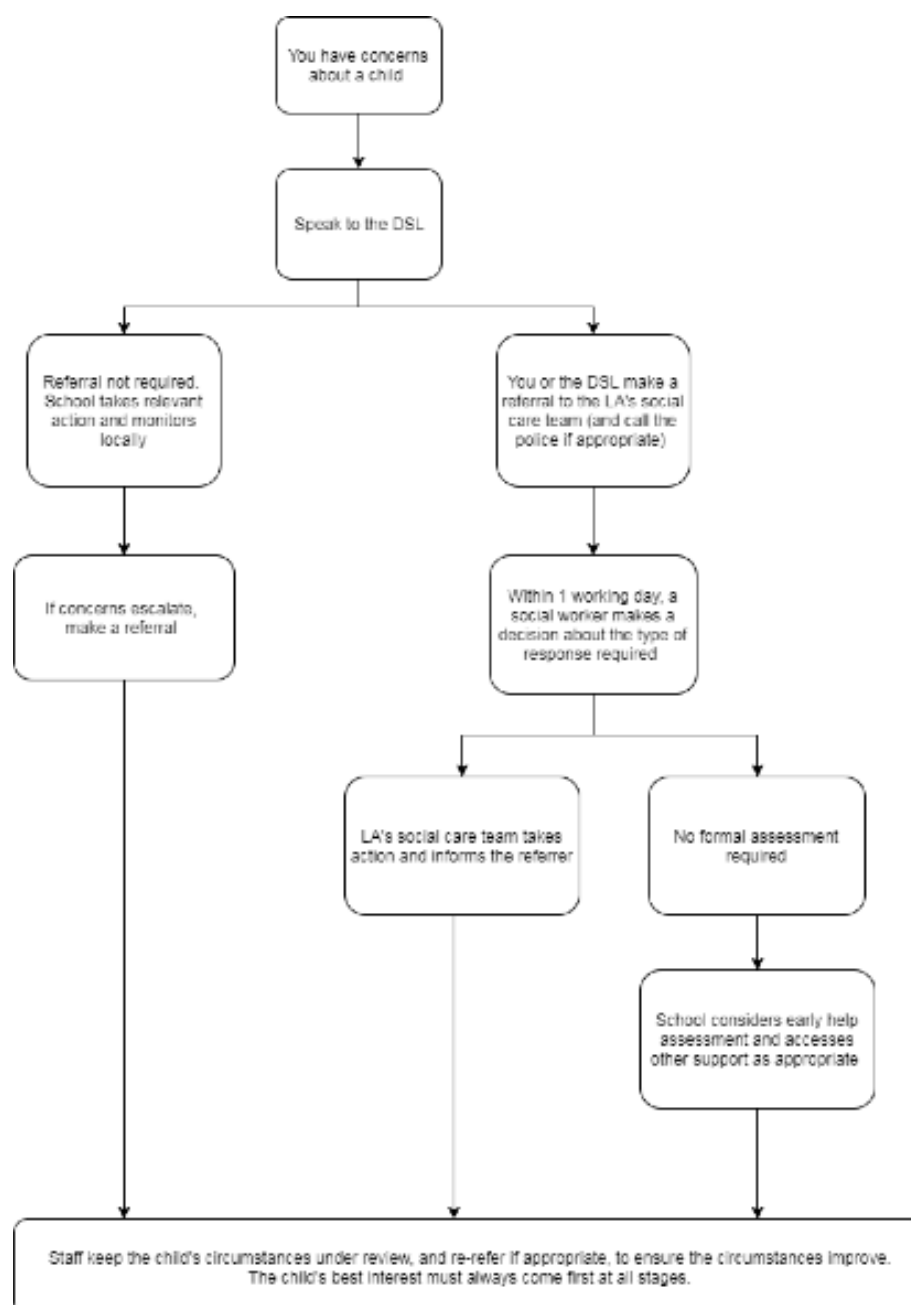 You have concerns
about a child
Speak to the DSL
Referral not required.
School takes relevant
action and monitors
locally
You or the DSL make a
referral to the LA's social
care team (and call the
police if appropriate)
If concerns escalate,
make a referral
Within 1 working day, a
social worker makes a
decision about the type of
response required
LA's social care team takes
action and informs the referrer
No formal assessment
required
School considers early help
assessment and accesses
other support as appropriate
Staff keep the child's circumstances under review, and re-refer if appropriate, to ensure the circumstances improve.
The child's best interest must always come first at all stages.